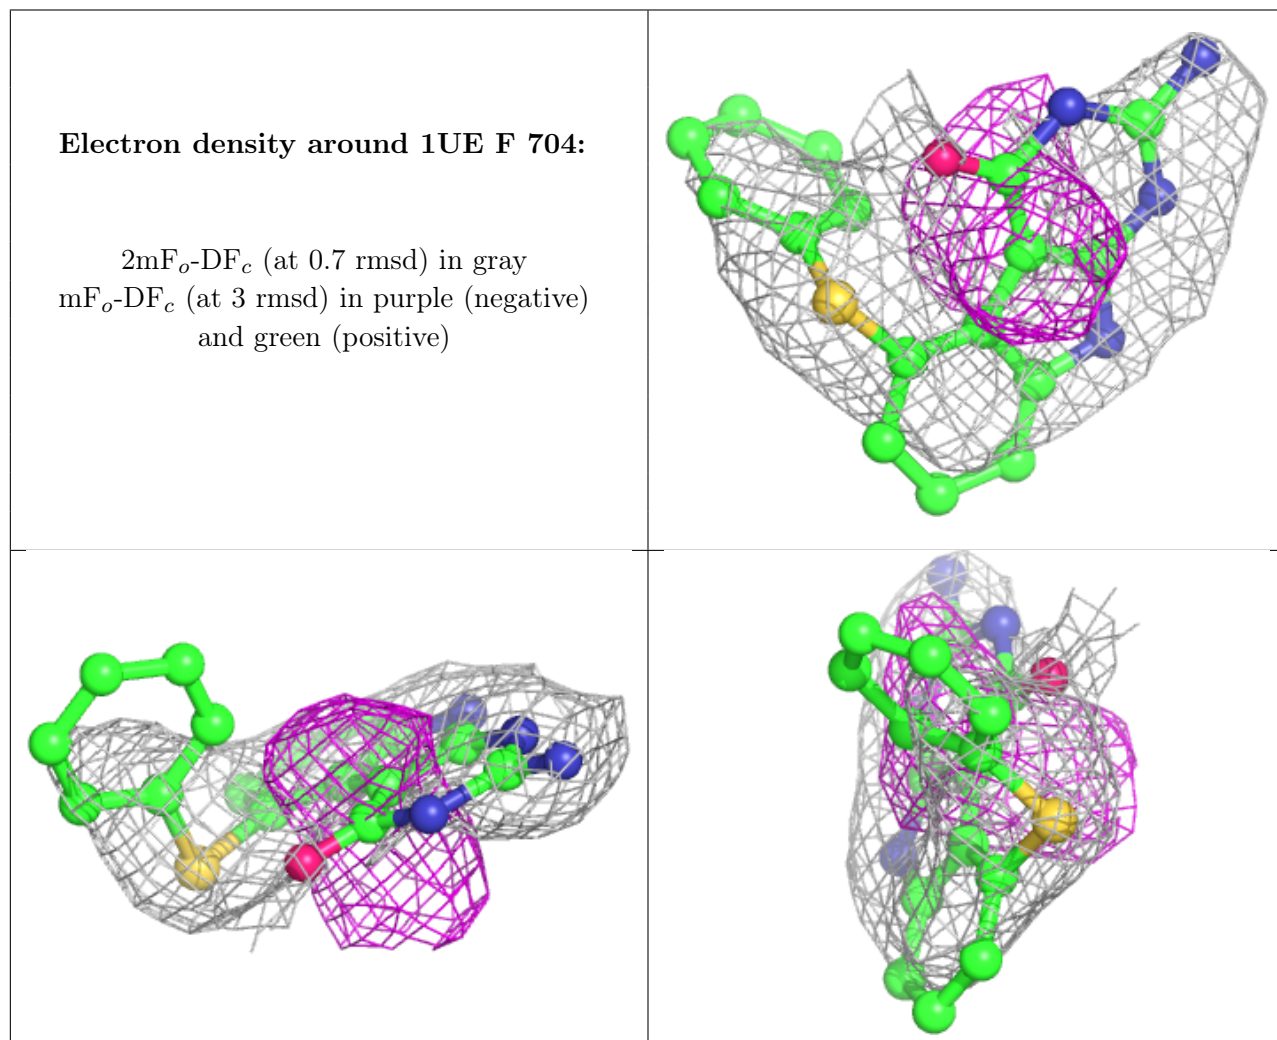 Electron density around 1UE F 704:
2mFo-DFc (at 0.7 rmsd) in gray
mFo-DFc (at 3 rmsd) in purple (negative)
and green (positive)